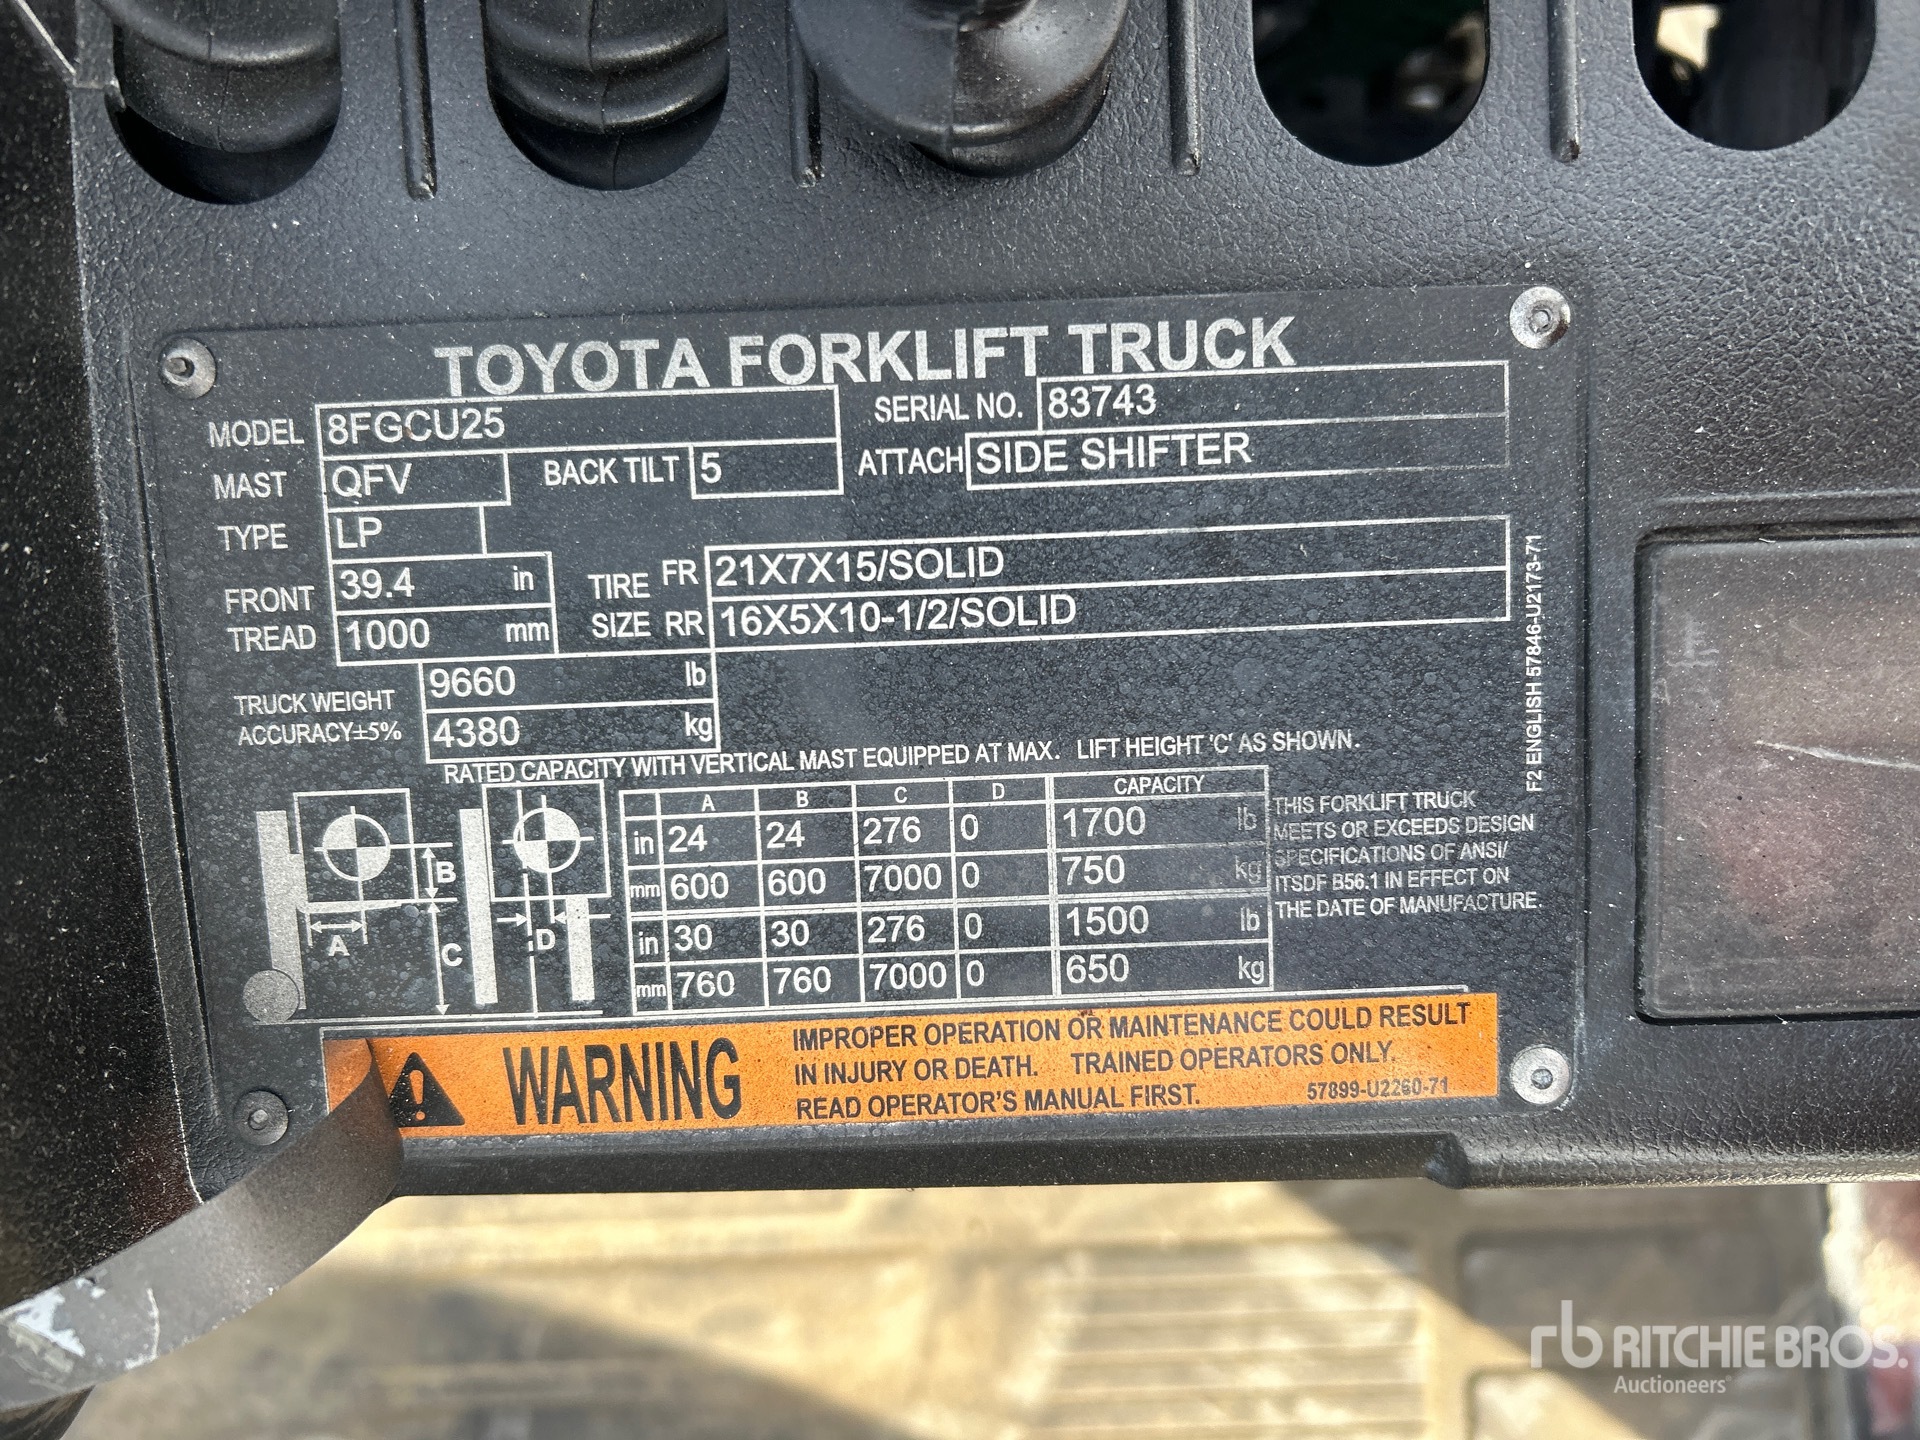 TOYOTA FORKLIFT TRUCK
MODEL 8FGCU25 SERIAL NO. 83743
MAST QFV BACK TILT 5 ATTACH SIDE SHIFTER
TYPE LP
FRONT TREAD 39.4 in TIRE SIZE FR 21X7X15/SOLID
1000 mm RR 16X5X10-1/2/SOLID
TRUCK WEIGHT 9660 lb
ACCURACY±5% 4380 kg
RATED CAPACITY WITH VERTICAL MAST EQUIPPED AT MAX. LIFT HEIGHT 'C' AS SHOWN.
A B C D CAPACITY
in 24 24 276 0 1700 lb
mm 600 600 7000 0 750 kg
in 30 30 276 0 1500 lb
mm 760 760 7000 0 650 kg
A B C D
THIS FORKLIFT TRUCK
MEETS OR EXCEEDS DESIGN
SPECIFICATIONS OF ANSI/
ITSDF B56.1 IN EFFECT ON
THE DATE OF MANUFACTURE.
F2 ENGLISH 57846-U2173-71
WARNING
IMPROPER OPERATION OR MAINTENANCE COULD RESULT
IN INJURY OR DEATH. TRAINED OPERATORS ONLY.
READ OPERATOR'S MANUAL FIRST. 57899-U2260-71
rb RITCHIE BROS.
Auctioneers